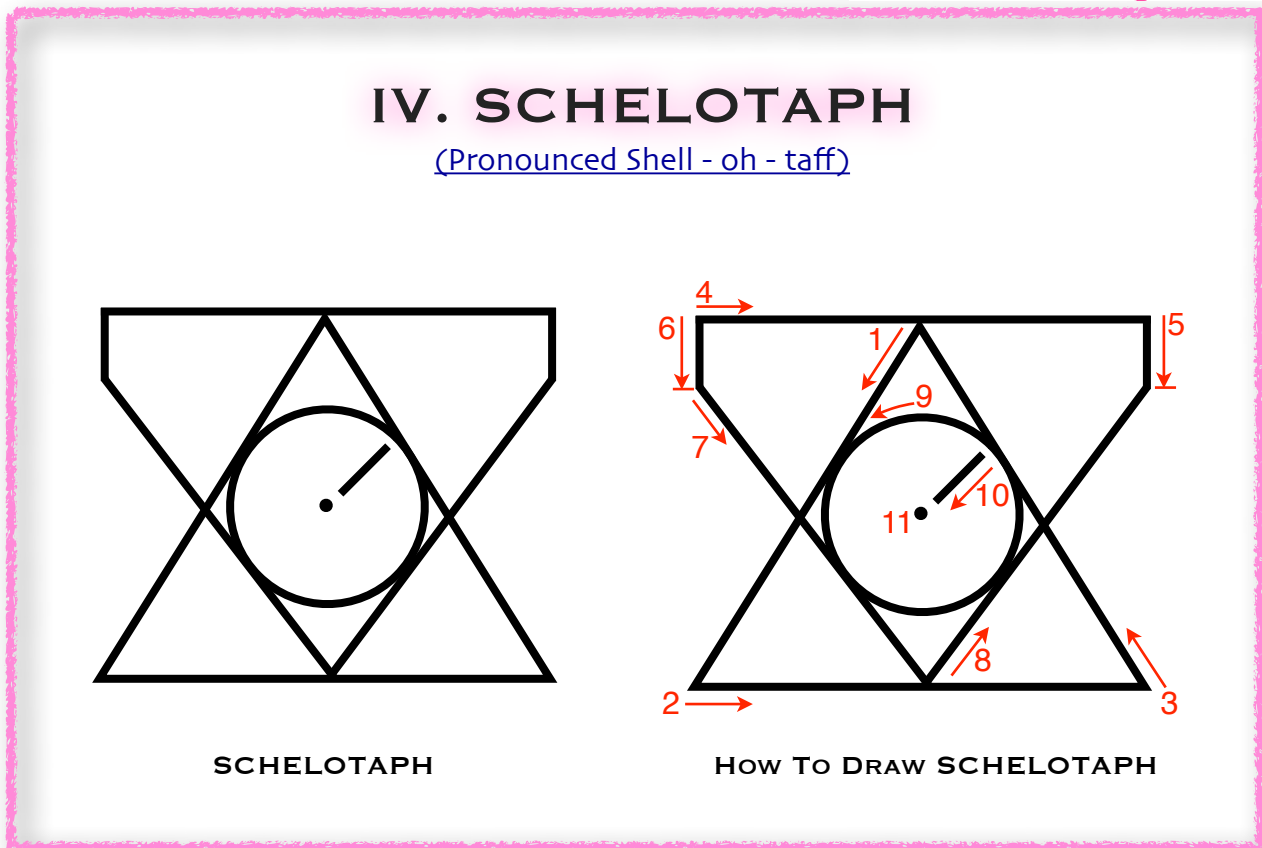 IV. SCHELOTAPH
(Pronounced Shell - oh - taff)
4
6
5
1
9
7
10
11
8
2
3
SCHELOTAPH
How To Draw SCHELOTAPH